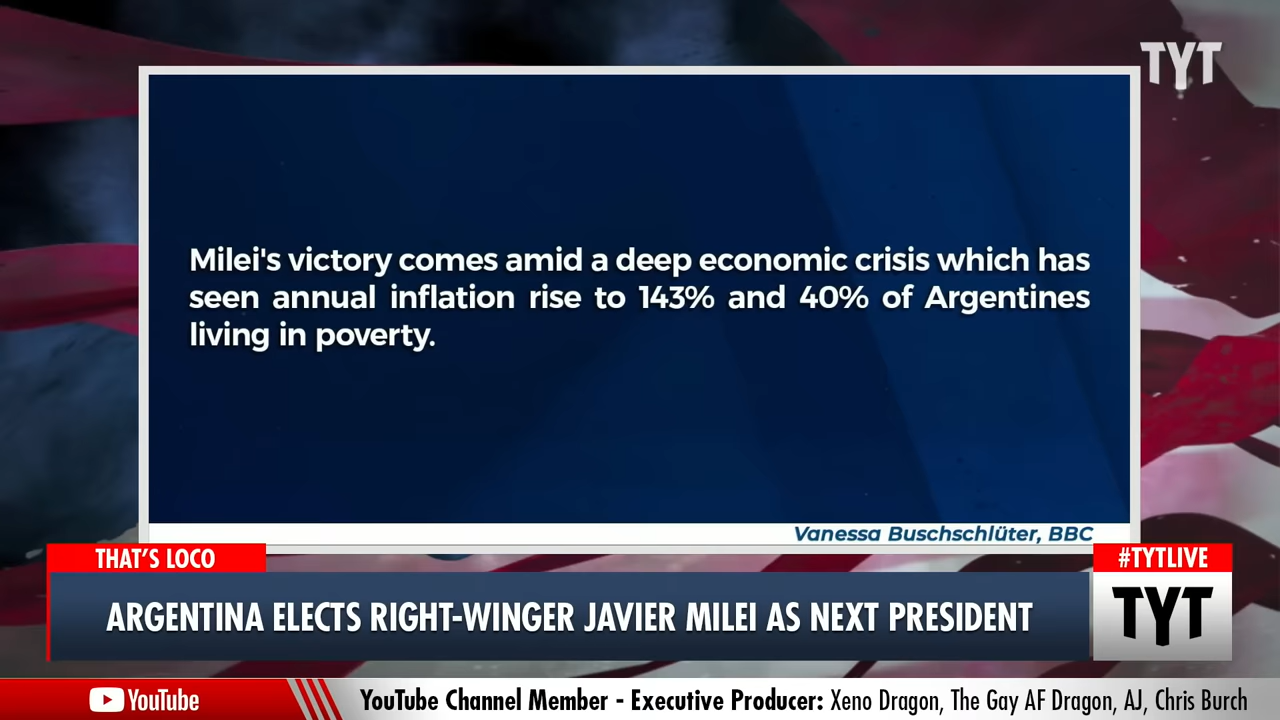 TYT
Milei's victory comes amid a deep economic crisis which has
seen annual inflation rise to 143% and 40% of Argentines
living in poverty.
Vanessa Buschschlüter, BBC
THAT'S LOCO
#TYTLIVE
ARGENTINA ELECTS RIGHT-WINGER JAVIER MILEI AS NEXT PRESIDENT
TYT
YouTube
YouTube Channel Member - Executive Producer: Xeno Dragon, The Gay AF Dragon, AJ, Chris Burch